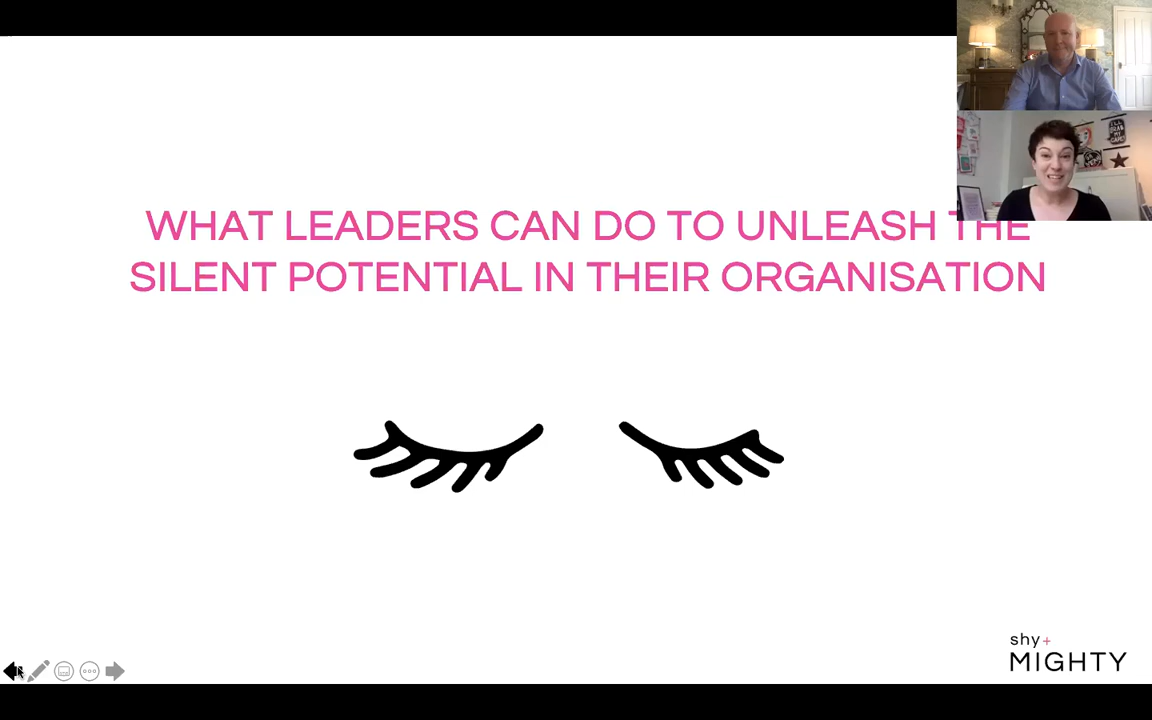 WHAT LEADERS CAN DO TO UNLEASH THE
SILENT POTENTIAL IN THEIR ORGANISATION
shy+
MIGHTY